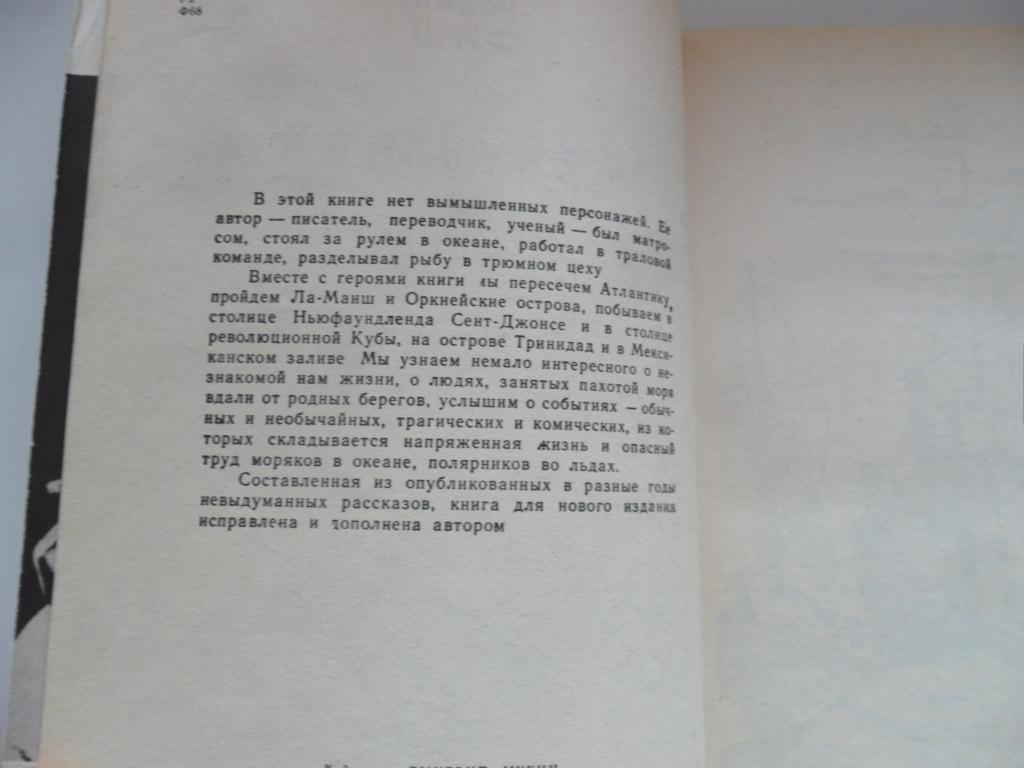 Ф68
В этой книге нет вымышленных персонажей. Ее
автор — писатель, переводчик, ученый — был матро-
сом, стоял за рулем в океане, работал в траловой
команде, разделывал рыбу в трюмном цеху
Вместе с героями книги мы пересечем Атлантику,
пройдем Ла-Манш и Оркнейские острова, побываем в
столице Ньюфаундленда Сент-Джонсе и в столице
революционной Кубы, на острове Тринидад и в Мекси-
канском заливе Мы узнаем немало интересного о не-
знакомой нам жизни, о людях, занятых пахотой моря
вдали от родных берегов, услышим о событиях — обыч-
ных и необычайных, трагических и комических, из ко-
торых складывается напряженная жизнь и опасный
труд моряков в океане, полярников во льдах.
Составленная из опубликованных в разные годы
невыдуманных рассказов, книга для нового издания
исправлена и дополнена автором